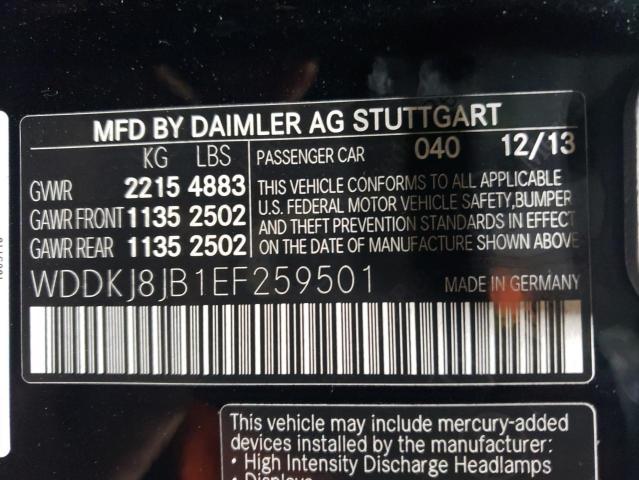 MFD BY DAIMLER AG STUTTGART
KG LBS
GVWR 2215 4883
GAWR FRONT 1135 2502
GAWR REAR 1135 2502
PASSENGER CAR 040 12/13
THIS VEHICLE CONFORMS TO ALL APPLICABLE
U.S. FEDERAL MOTOR VEHICLE SAFETY, BUMPER
AND THEFT PREVENTION STANDARDS IN EFFECT
ON THE DATE OF MANUFACTURE SHOWN ABOVE
WDDKJ8JB1EF259501
MADE IN GERMANY
This vehicle may include mercury-added
devices installed by the manufacturer:
• High Intensity Discharge Headlamps
• Displays